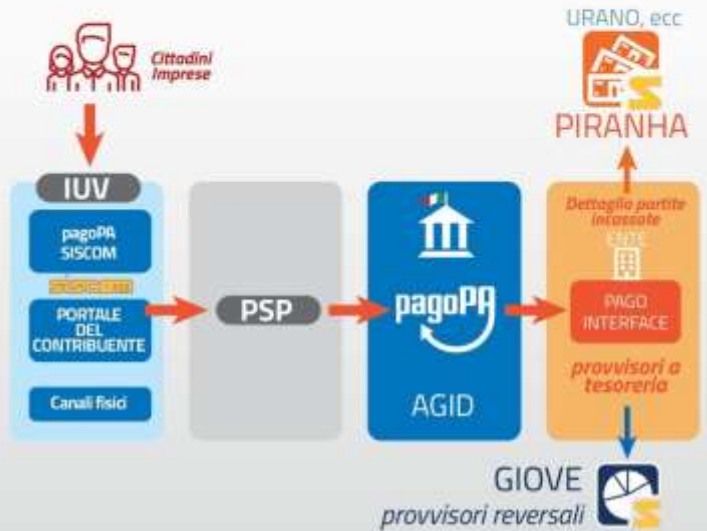 Cittadini
Imprese
IUV
pagoPA
SISCOM
siscom
PORTALE
DEL
CONTRIBUENTE
Canali fisici
PSP
pagoPA
AGID
URANO, ecc
PIRANHA
Dettaglio partite
incassate
ENTE
PAGO
INTERFACE
provvisori a
tesoreria
GIOVE
provvisori reversali